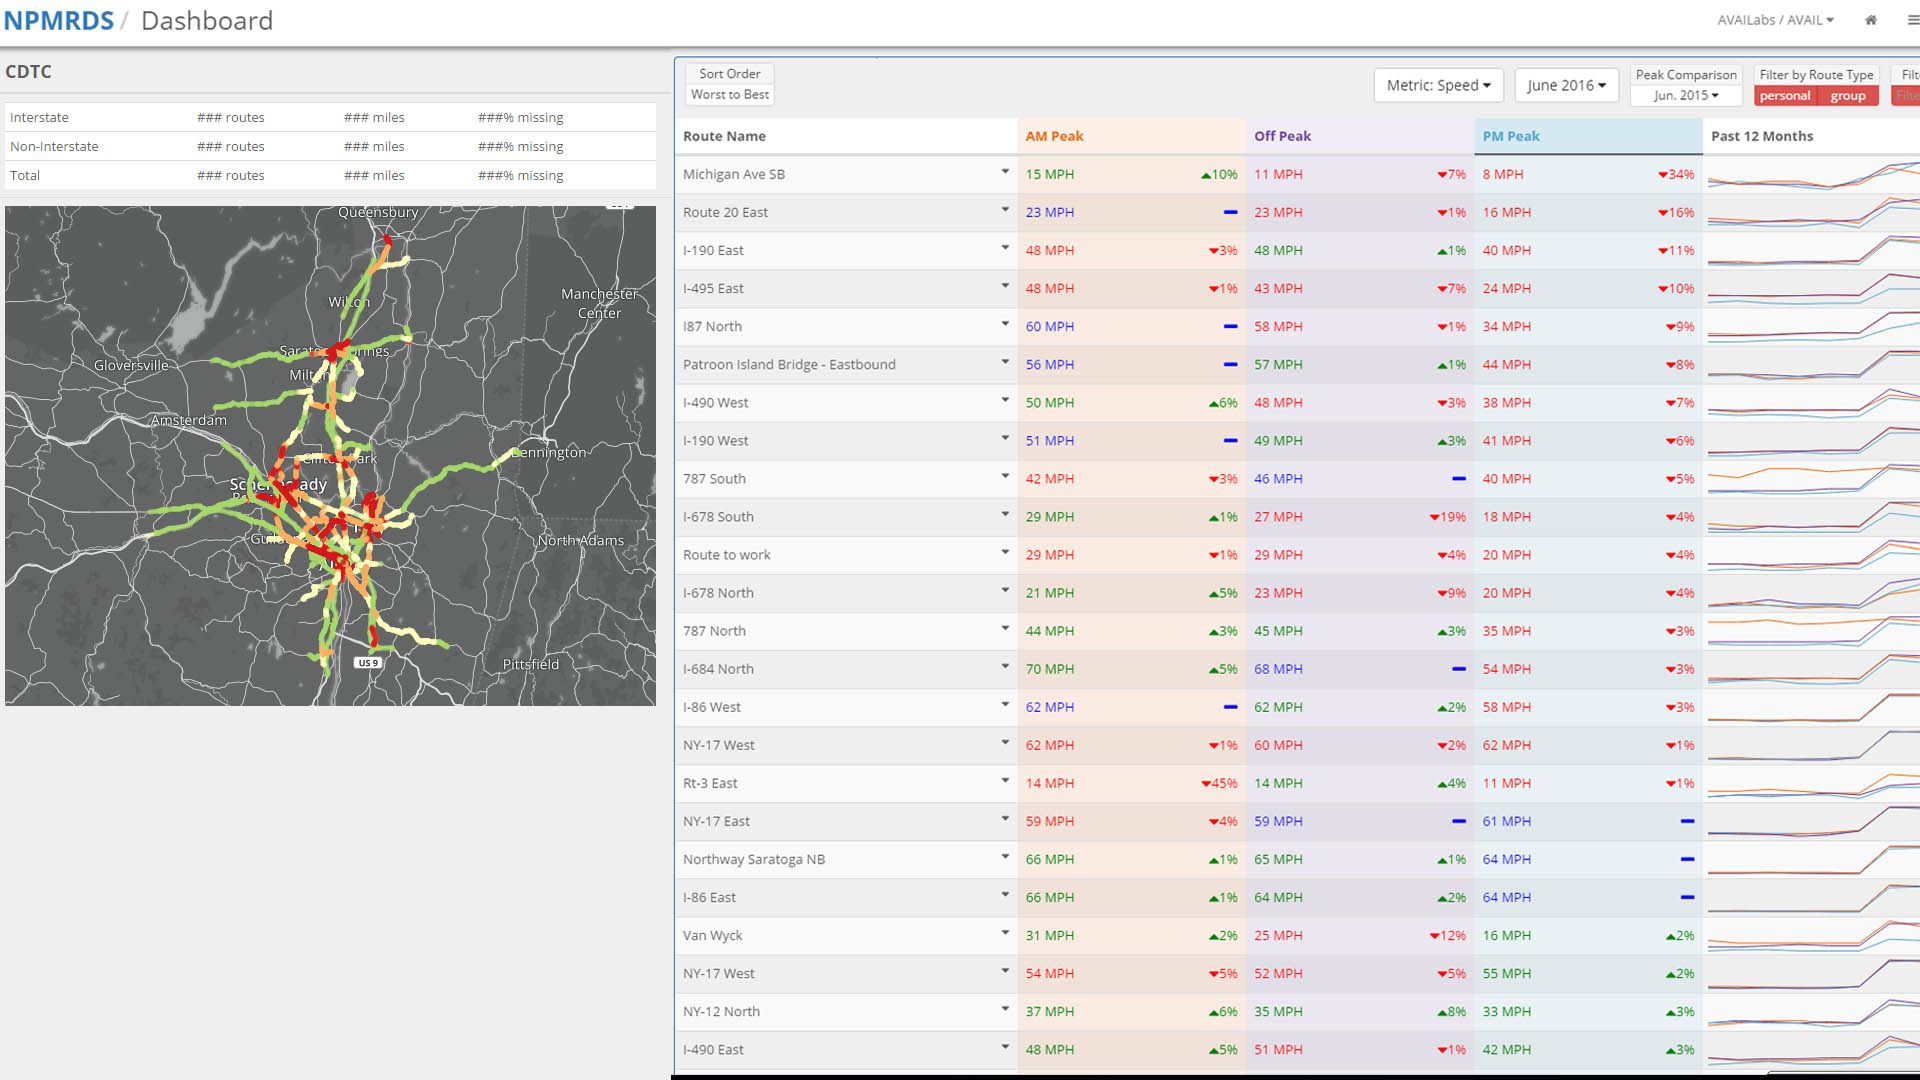 NPMRDS / Dashboard
AVAILabs / AVAIL
CDTC
Interstate ### routes ### miles ###% missing
Non-Interstate ### routes ### miles ###% missing
Total ### routes ### miles ###% missing
Queensbury
Wilton
Manchester
Center
Gloversville
Milton
Amsterdam
Bennington
North Adams
US 9
Pittsfield
Sort Order
Worst to Best
Metric: Speed
June 2016
Peak Comparison
Jun. 2015
Filter by Route Type
personal group
Route Name AM Peak Off Peak PM Peak Past 12 Months
Michigan Ave SB 15 MPH ▲10% 11 MPH ▼7% 8 MPH ▼34%
Route 20 East 23 MPH 23 MPH ▼1% 16 MPH ▼16%
I-190 East 48 MPH ▼3% 48 MPH ▲1% 40 MPH ▼11%
I-495 East 48 MPH ▼1% 43 MPH ▼7% 24 MPH ▼10%
I87 North 60 MPH 58 MPH ▼1% 34 MPH ▼9%
Patroon Island Bridge - Eastbound 56 MPH 57 MPH ▲1% 44 MPH ▼8%
I-490 West 50 MPH ▲6% 48 MPH ▼3% 38 MPH ▼7%
I-190 West 51 MPH 49 MPH ▲3% 41 MPH ▼6%
787 South 42 MPH ▼3% 46 MPH 40 MPH ▼5%
I-678 South 29 MPH ▲1% 27 MPH ▼19% 18 MPH ▼4%
Route to work 29 MPH ▼1% 29 MPH ▼4% 20 MPH ▼4%
I-678 North 21 MPH ▲5% 23 MPH ▼9% 20 MPH ▼4%
787 North 44 MPH ▲3% 45 MPH ▲3% 35 MPH ▼3%
I-684 North 70 MPH ▲5% 68 MPH 54 MPH ▼3%
I-86 West 62 MPH 62 MPH ▲2% 58 MPH ▼3%
NY-17 West 62 MPH ▼1% 60 MPH ▼2% 62 MPH ▼1%
Rt-3 East 14 MPH ▼45% 14 MPH ▲4% 11 MPH ▼1%
NY-17 East 59 MPH ▼4% 59 MPH 61 MPH
Northway Saratoga NB 66 MPH ▲1% 65 MPH ▲1% 64 MPH
I-86 East 66 MPH ▲1% 64 MPH ▲2% 64 MPH
Van Wyck 31 MPH ▲2% 25 MPH ▼12% 16 MPH ▲2%
NY-17 West 54 MPH ▼5% 52 MPH ▼5% 55 MPH ▲2%
NY-12 North 37 MPH ▲6% 35 MPH ▲8% 33 MPH ▲3%
I-490 East 48 MPH ▲5% 51 MPH ▼1% 42 MPH ▲3%